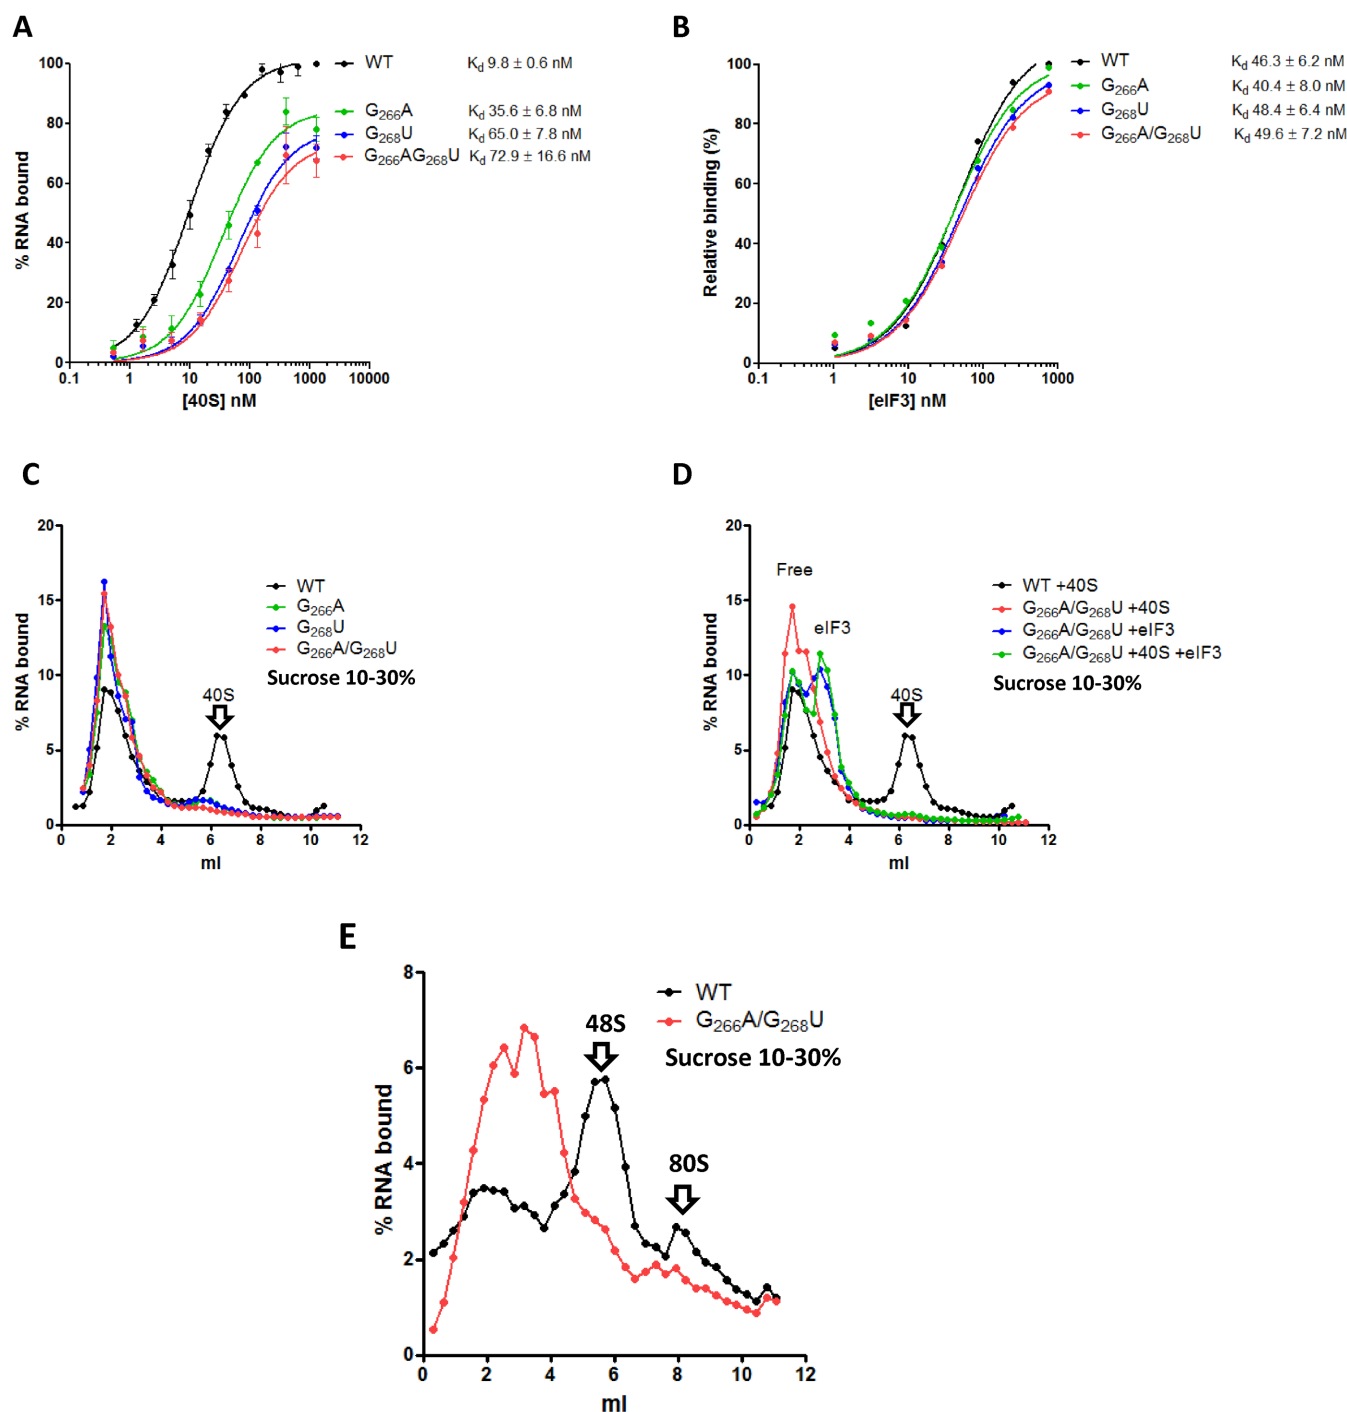 A
% RNA bound
100
80
60
40
20
0
0.1 1 10 100 1000 10000
[40S] nM
WT Kd 9.8 ± 0.6 nM
G266A Kd 35.6 ± 6.8 nM
G268U Kd 65.0 ± 7.8 nM
G266AG268U Kd 72.9 ± 16.6 nM
B
Relative binding (%)
100
80
60
40
20
0
0.1 1 10 100 1000
[eIF3] nM
WT Kd 46.3 ± 6.2 nM
G266A Kd 40.4 ± 8.0 nM
G268U Kd 48.4 ± 6.4 nM
G266A/G268U Kd 49.6 ± 7.2 nM
C
% RNA bound
20
15
10
5
0
0 2 4 6 8 10 12
ml
WT
G266A
G268U
G266A/G268U
Sucrose 10-30%
40S
D
% RNA bound
20
15
10
5
0
0 2 4 6 8 10 12
ml
Free
eIF3
40S
WT +40S
G266A/G268U +40S
G266A/G268U +eIF3
G266A/G268U +40S +eIF3
Sucrose 10-30%
E
% RNA bound
8
6
4
2
0
0 2 4 6 8 10 12
ml
WT
G266A/G268U
Sucrose 10-30%
48S
80S